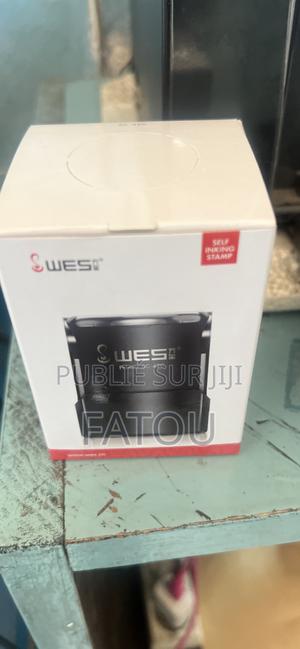 WES
SELF
INKING
STAMP
WES
PUBLIE SUR JIJI
FATOU